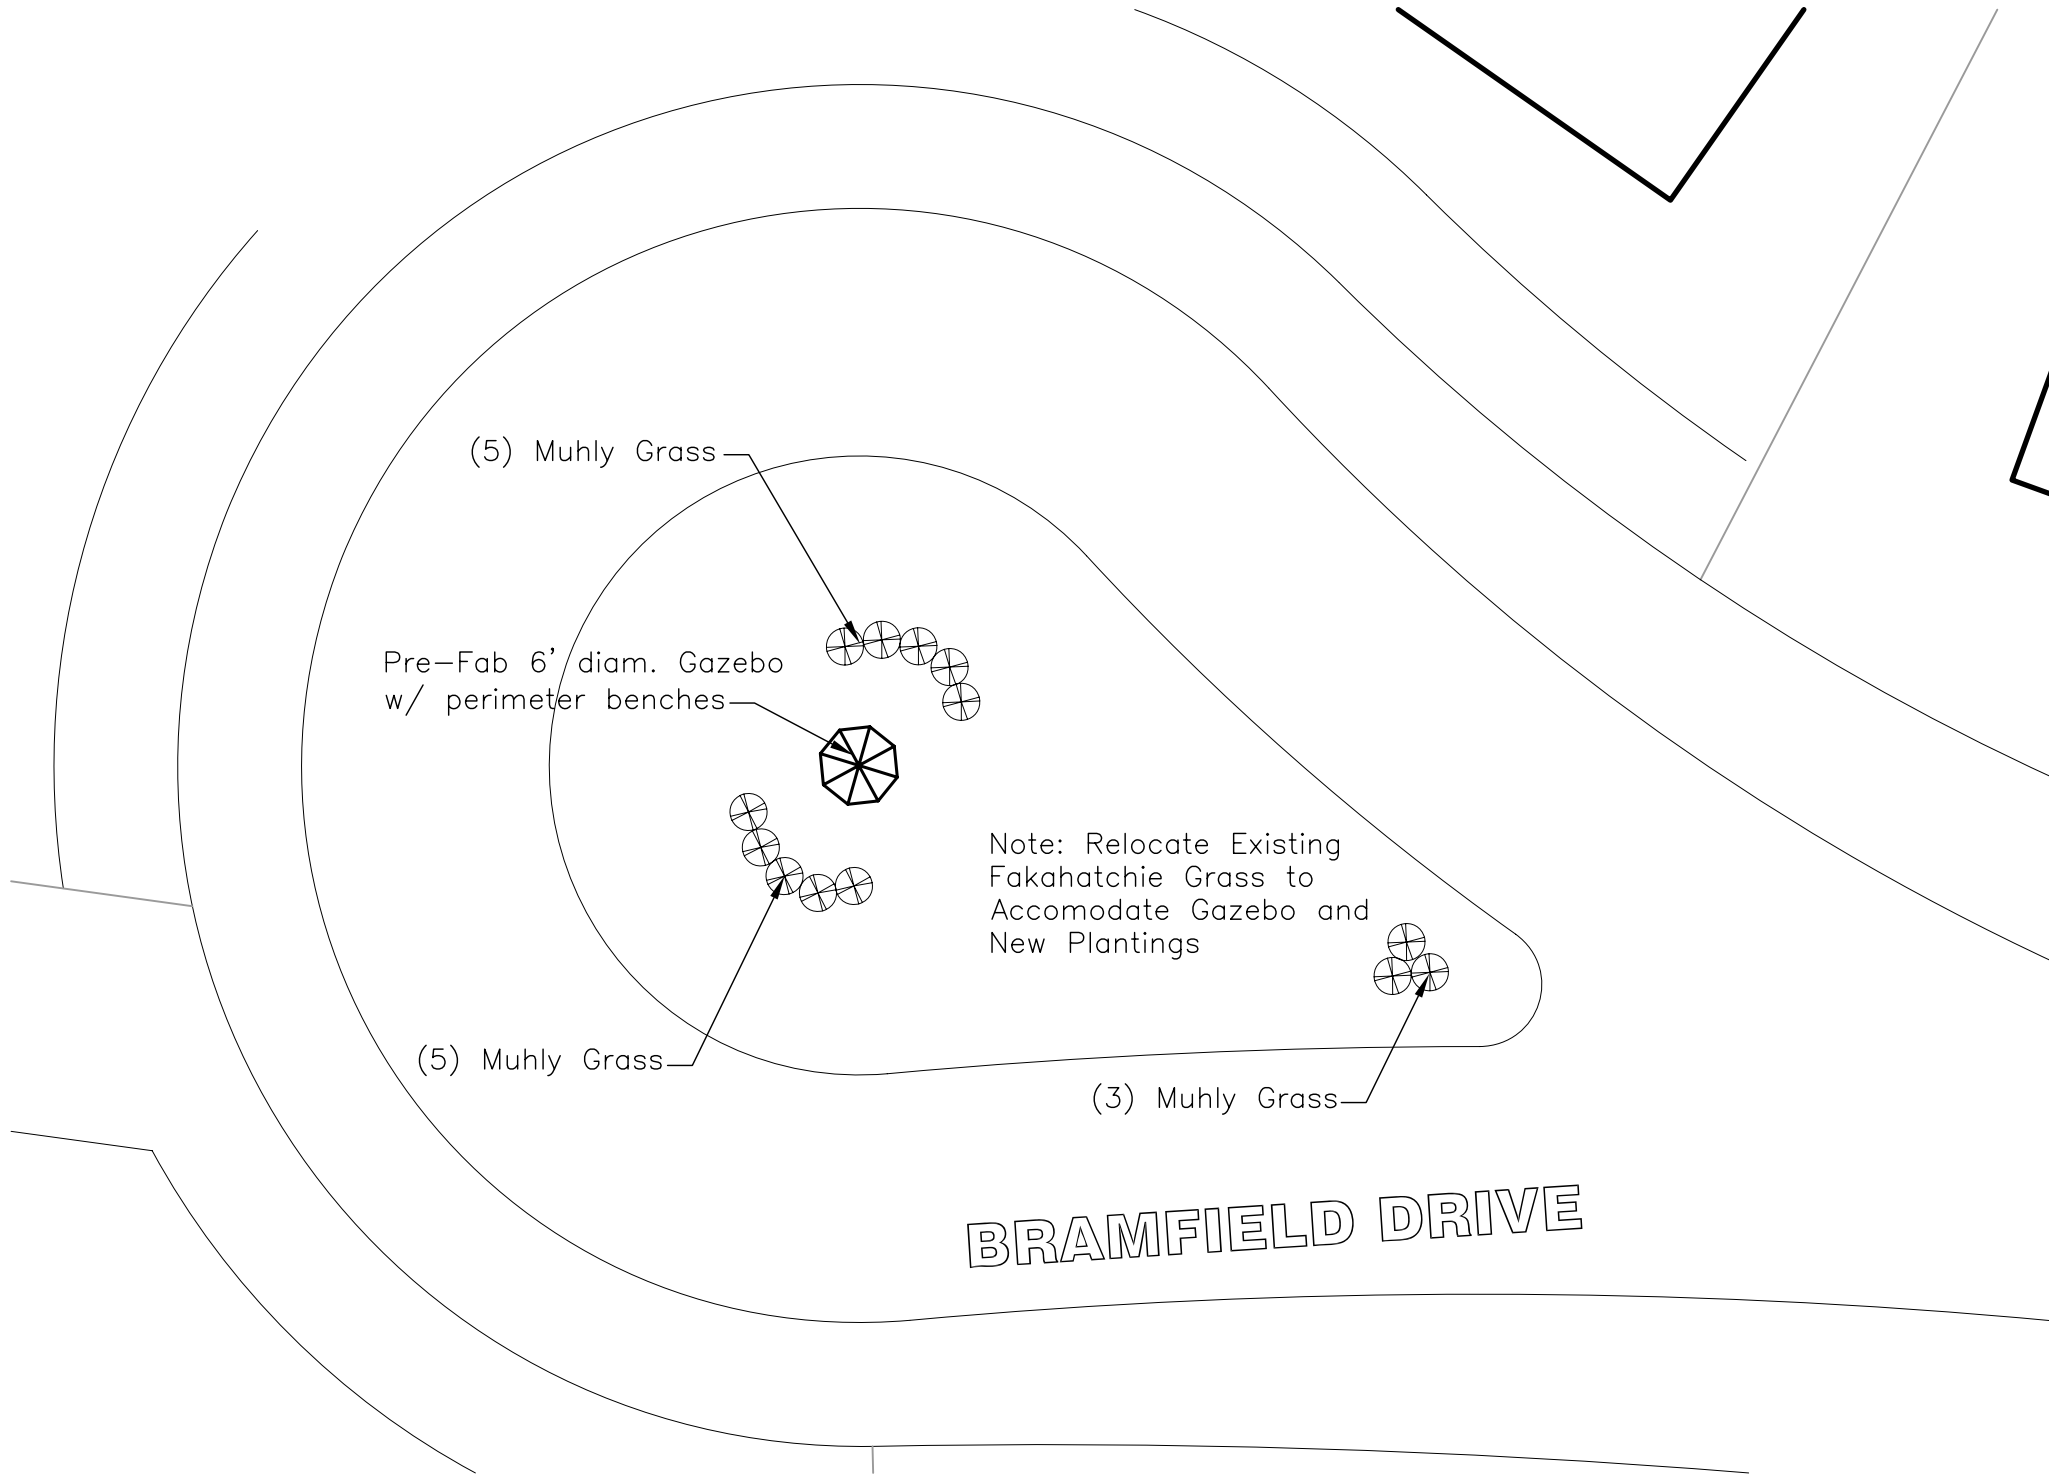 (5) Muhly Grass
Pre-Fab 6' diam. Gazebo
w/ perimeter benches
Note: Relocate Existing
Fakahatchie Grass to
Accomodate Gazebo and
New Plantings
(5) Muhly Grass
(3) Muhly Grass
BRAMFIELD DRIVE